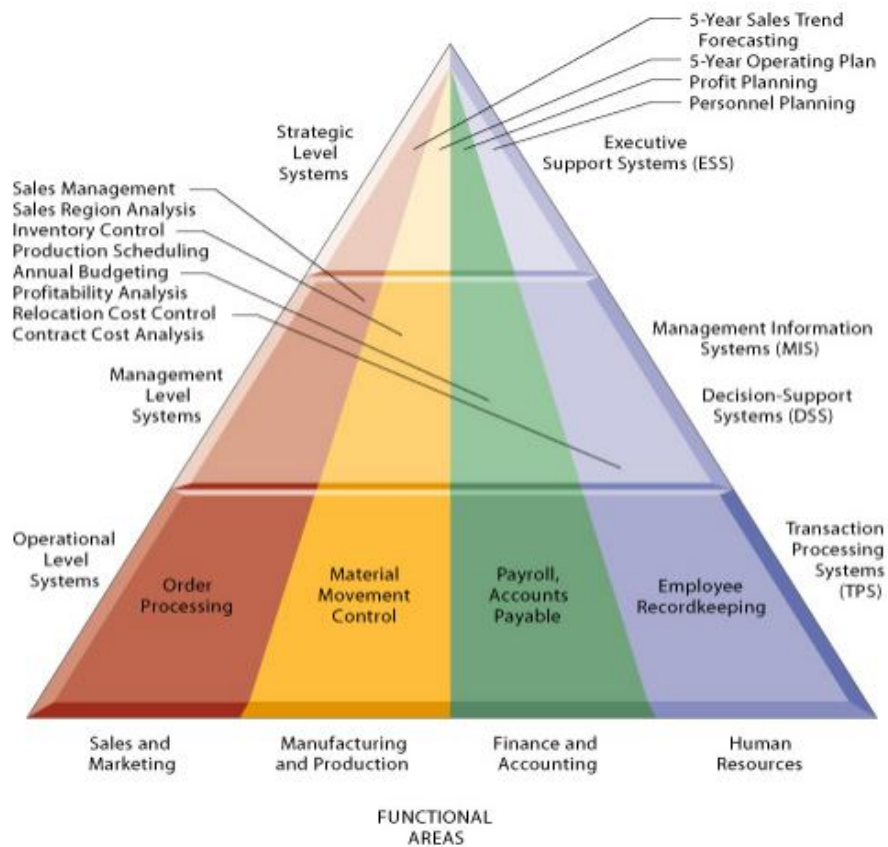 5-Year Sales Trend
Forecasting
5-Year Operating Plan
Profit Planning
Personnel Planning
Strategic
Level
Systems
Executive
Support Systems (ESS)
Sales Management
Sales Region Analysis
Inventory Control
Production Scheduling
Annual Budgeting
Profitability Analysis
Relocation Cost Control
Contract Cost Analysis
Management Information
Systems (MIS)
Management
Level
Systems
Decision-Support
Systems (DSS)
Operational
Level
Systems
Transaction
Processing
Systems
(TPS)
Order
Processing
Material
Movement
Control
Payroll,
Accounts
Payable
Employee
Recordkeeping
Sales and
Marketing
Manufacturing
and Production
Finance and
Accounting
Human
Resources
FUNCTIONAL
AREAS